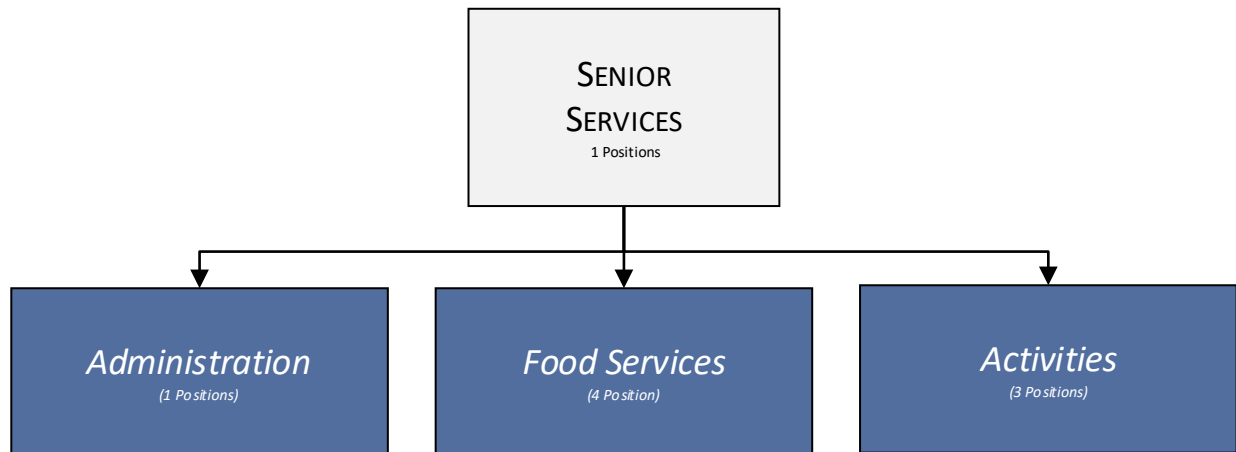 SENIOR
SERVICES
1 Positions
Administration
(1 Positions)
Food Services
(4 Position)
Activities
(3 Positions)